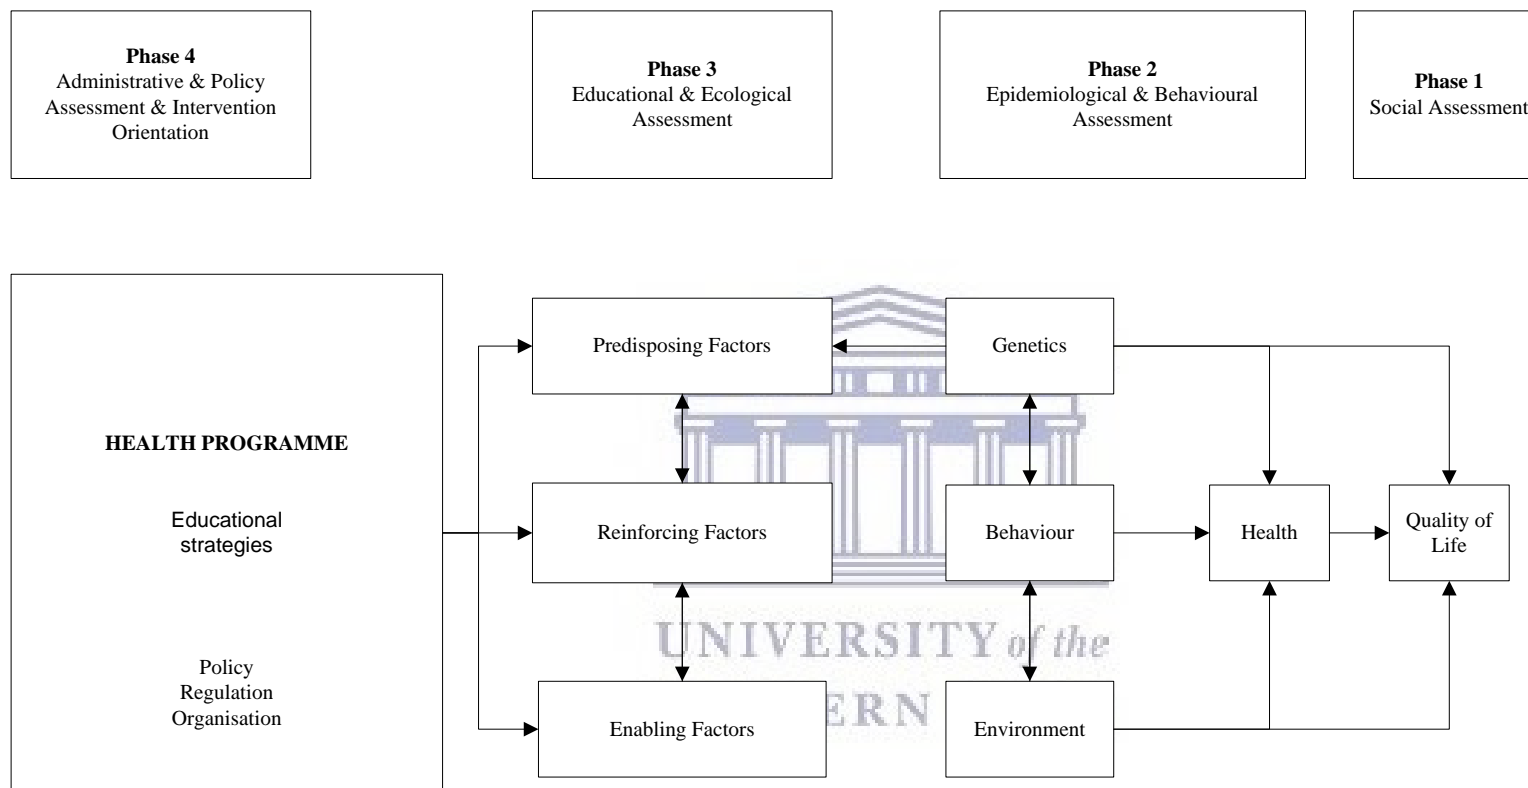 Phase 4
Administrative & Policy
Assessment & Intervention
Orientation
Phase 3
Educational & Ecological
Assessment
Phase 2
Epidemiological & Behavioural
Assessment
Phase 1
Social Assessment
HEALTH PROGRAMME
Educational
strategies
Policy
Regulation
Organisation
Predisposing Factors
Reinforcing Factors
Enabling Factors
Genetics
Behaviour
Environment
Health
Quality of
Life
UNIVERSITY of the
ERN